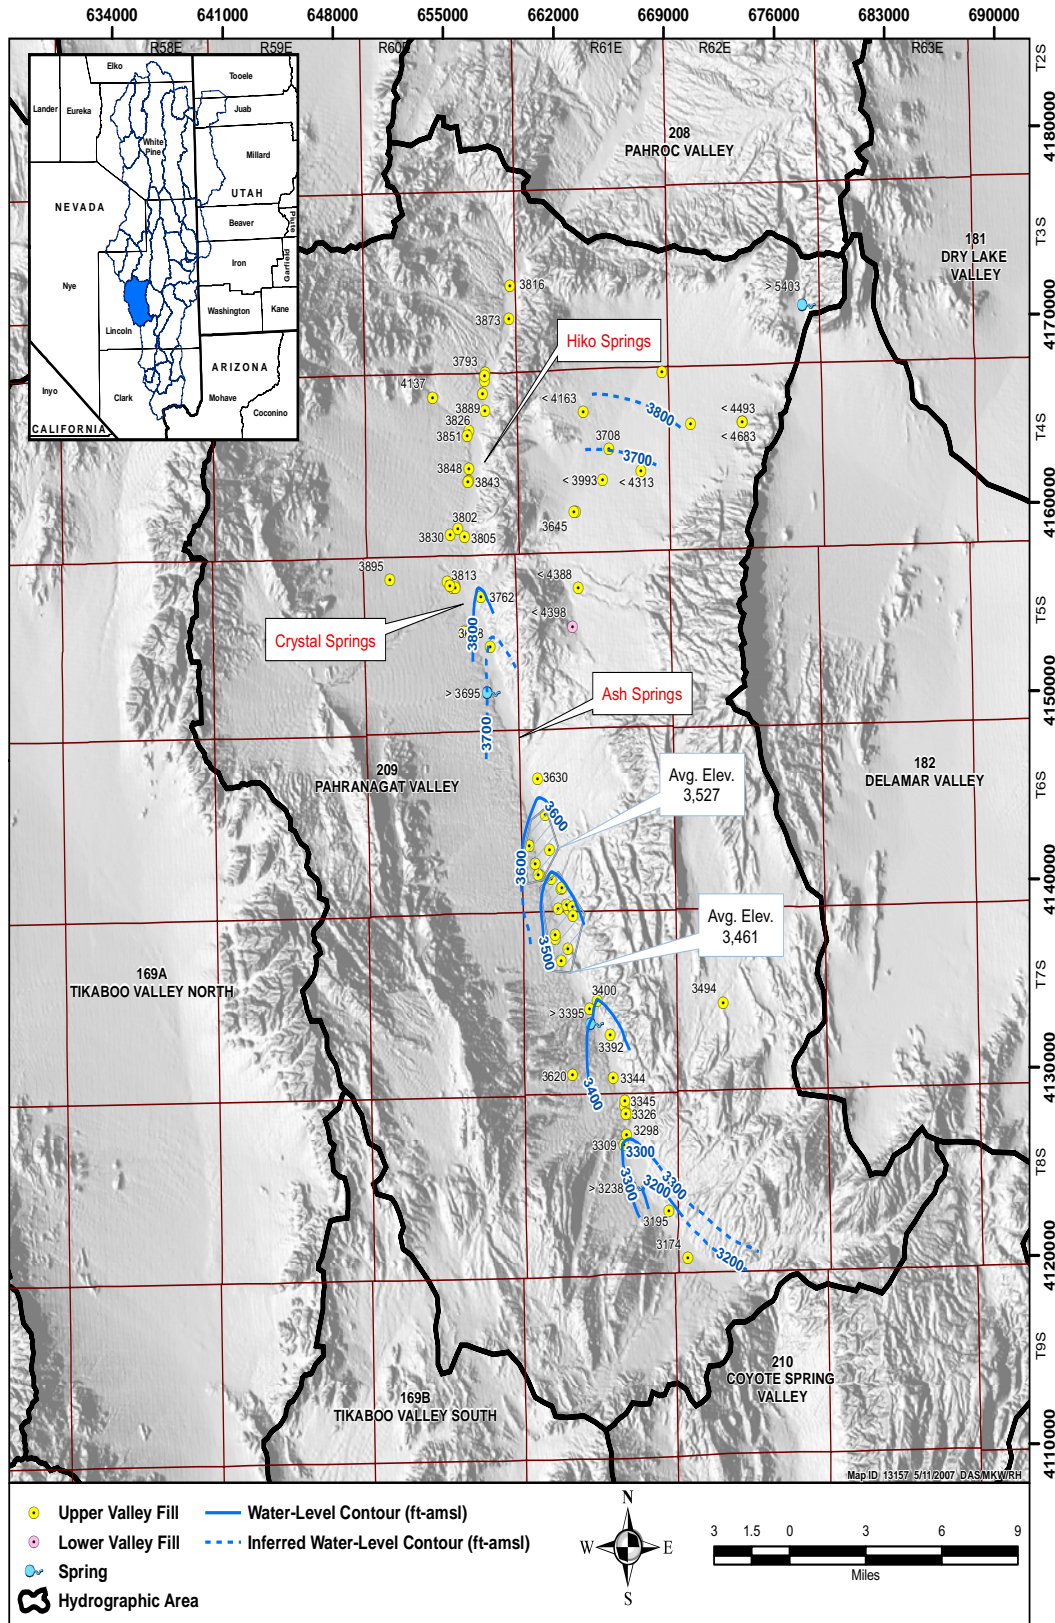 634000 641000 648000 655000 662000 669000 676000 683000 690000
R58E R59E R60E R61E R62E R63E
T2S
4180000
T3S
4170000
T4S
4160000
T5S
4150000
T6S
4140000
T7S
4130000
T8S
4120000
T9S
4110000
Elko
Tooele
Lander
Eureka
Juab
White
Pine
Millard
UTAH
NEVADA
Beaver
Piute
Iron
Garfield
Nye
Washington
Kane
Lincoln
ARIZONA
Inyo
Clark
Mohave
Coconino
CALIFORNIA
208
PAHROC VALLEY
181
DRY LAKE
VALLEY
> 5403
3816
3873
Hiko Springs
3793
4137
3889
3826
3851
< 4163
3800
< 4493
< 4683
3708
3700
3848
3843
< 3993
< 4313
3645
3802
3830
3805
3895
3813
< 4388
3762
< 4398
3800
Crystal Springs
> 3695
3700
Ash Springs
209
PAHRANAGAT VALLEY
182
DELAMAR VALLEY
3630
Avg. Elev.
3,527
3600
3600
Avg. Elev.
3,461
3500
169A
TIKABOO VALLEY NORTH
3494
3400
> 3395
3392
3620
3344
3400
3345
3326
3298
3309
3300
3300
3300
> 3238
3200
3195
3174
3200
210
COYOTE SPRING
VALLEY
169B
TIKABOO VALLEY SOUTH
Map ID 13157 5/11/2007 DAS/MKW/RH
Upper Valley Fill
Lower Valley Fill
Spring
Hydrographic Area
Water-Level Contour (ft-amsl)
Inferred Water-Level Contour (ft-amsl)
N
W E
S
3 1.5 0 3 6 9
Miles